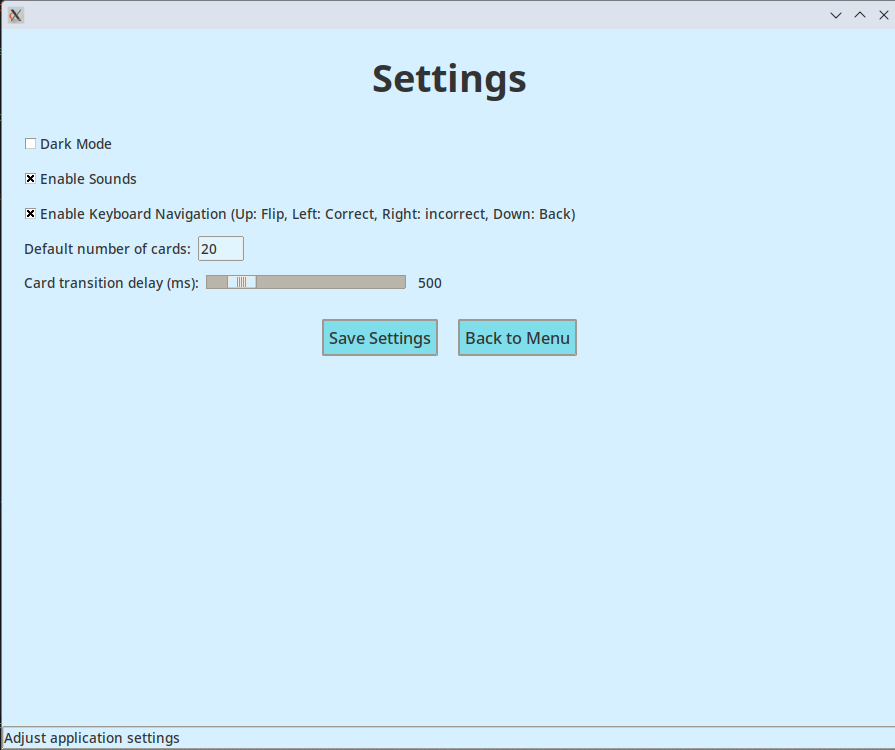 Settings
Dark Mode
Enable Sounds
Enable Keyboard Navigation (Up: Flip, Left: Correct, Right: incorrect, Down: Back)
Default number of cards: 20
Card transition delay (ms): 500
Save Settings Back to Menu
Adjust application settings